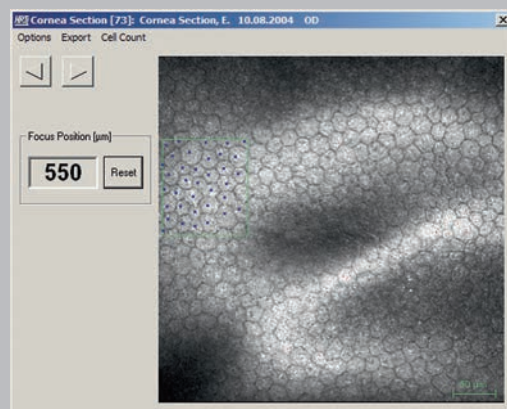 Cornea Section [73]: Cornea Section, E. 10.08.2004 OD
Options Export Cell Count
Focus Position [µm]
550
Reset